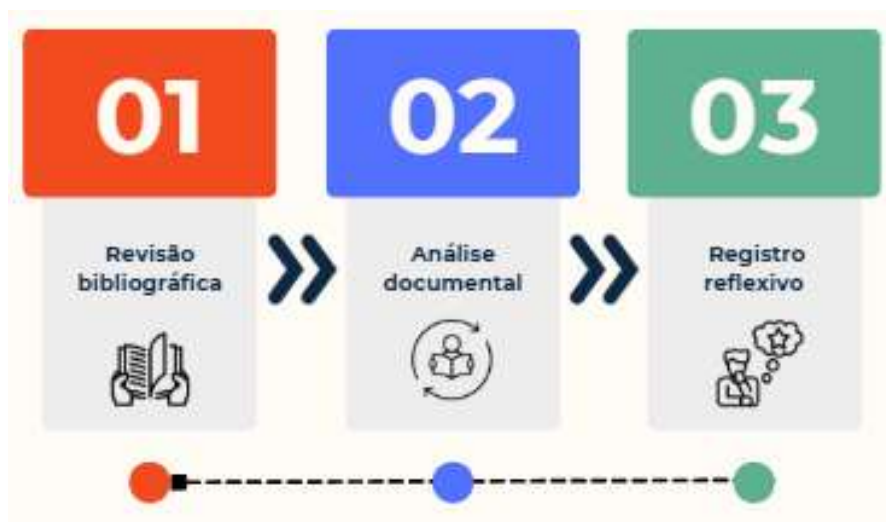 01
02
03
Revisão
bibliográfica
Análise
documental
Registro
reflexivo